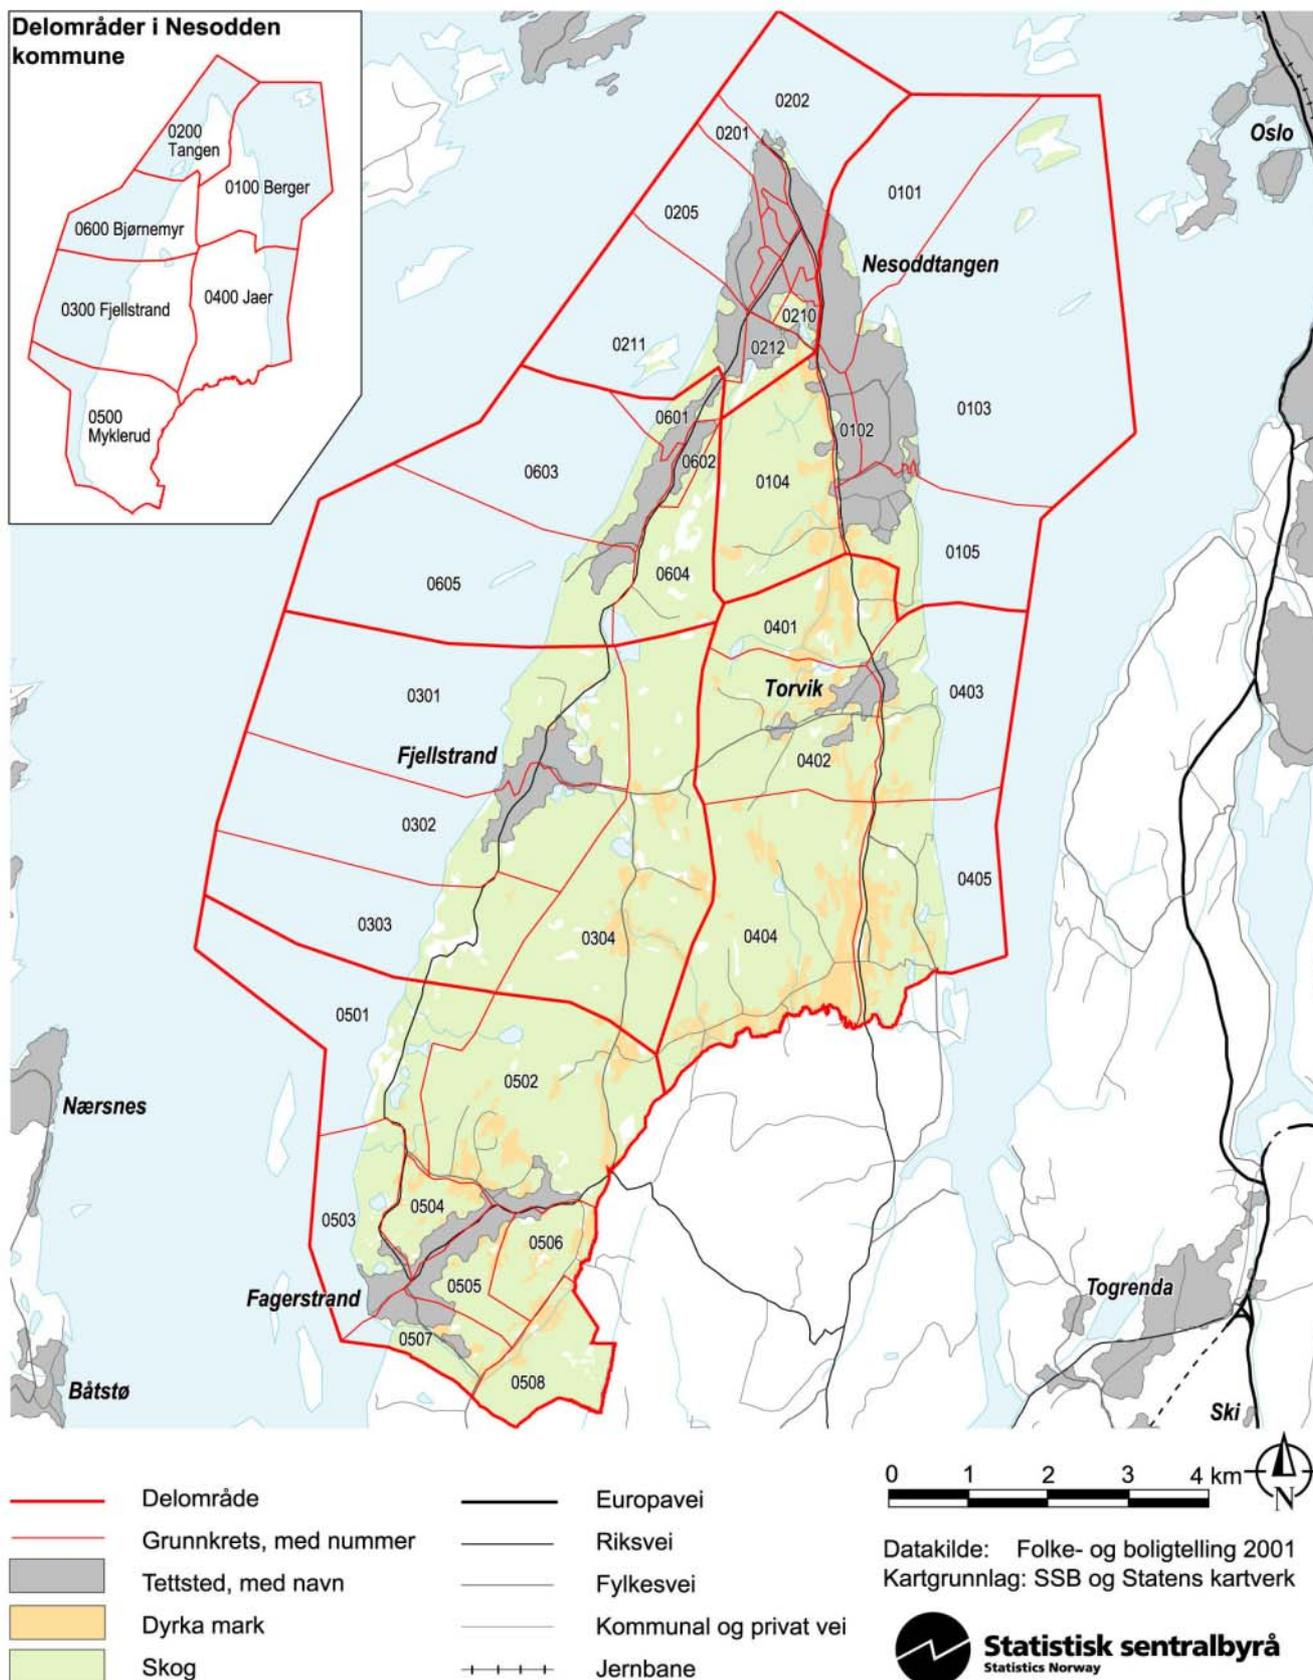 Delområder i Nesodden
kommune
0200
Tangen
0100 Berger
0600 Bjørnemyr
0300 Fjellstrand
0400 Jaer
0500
Myklerud
0202
0201
Oslo
0101
0205
Nesoddtangen
0210
0211
0212
0601
0103
0102
0602
0603
0104
0105
0604
0605
0401
0301
Torvik
0403
Fjellstrand
0402
0302
0405
0303
0304
0404
0501
0502
Nærsnes
0504
0503
0506
0505
Togrenda
Fagerstrand
0507
0508
Båtstø
Ski
0 1 2 3 4 km
N
Delområde
Grunnkrets, med nummer
Tettsted, med navn
Dyrka mark
Skog
Europavei
Riksvei
Fylkesvei
Kommunal og privat vei
Jernbane
Datakilde: Folke- og boligtelling 2001
Kartgrunnlag: SSB og Statens kartverk
Statistisk sentralbyrå
Statistics Norway